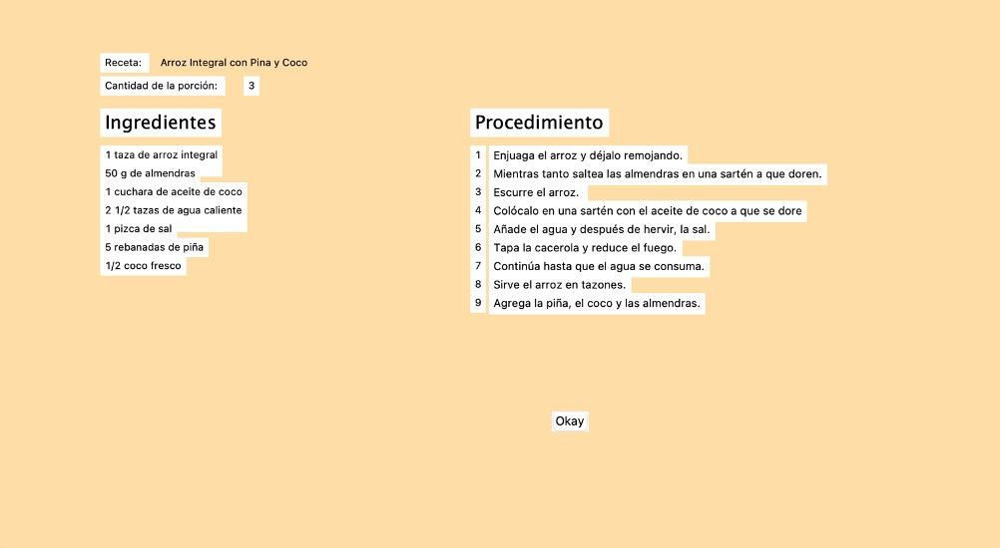 Receta: Arroz Integral con Pina y Coco
Cantidad de la porción: 3
Ingredientes
1 taza de arroz integral
50 g de almendras
1 cuchara de aceite de coco
2 1/2 tazas de agua caliente
1 pizca de sal
5 rebanadas de piña
1/2 coco fresco
Procedimiento
1 Enjuaga el arroz y déjalo remojando.
2 Mientras tanto saltea las almendras en una sartén a que doren.
3 Escurre el arroz.
4 Colócalo en una sartén con el aceite de coco a que se dore
5 Añade el agua y después de hervir, la sal.
6 Tapa la cacerola y reduce el fuego.
7 Continúa hasta que el agua se consuma.
8 Sirve el arroz en tazones.
9 Agrega la piña, el coco y las almendras.
Okay